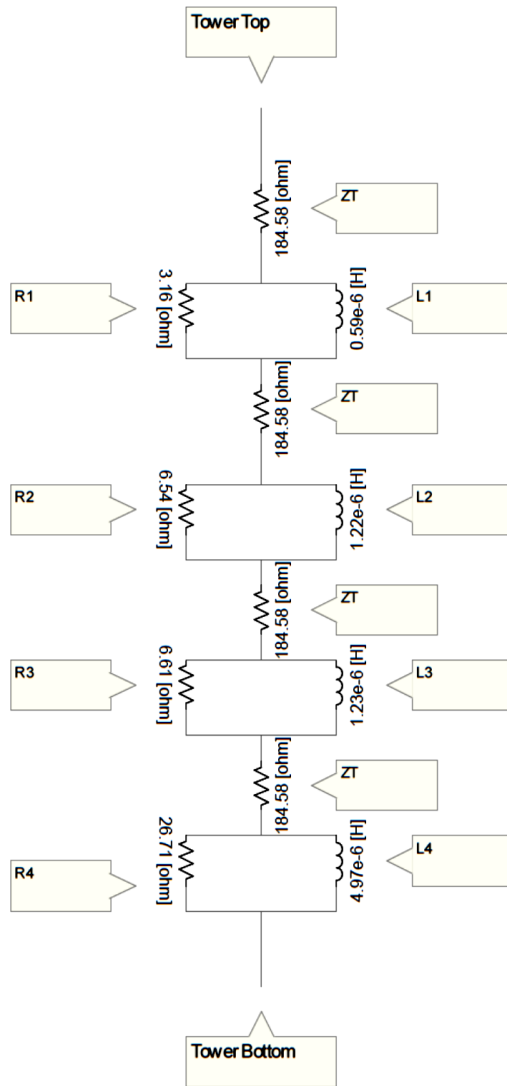 Tower Top
184.58 [ohm]
ZT
R1
3.16 [ohm]
0.59e-6 [H]
L1
184.58 [ohm]
ZT
R2
6.54 [ohm]
1.22e-6 [H]
L2
184.58 [ohm]
ZT
R3
6.61 [ohm]
1.23e-6 [H]
L3
184.58 [ohm]
ZT
R4
26.71 [ohm]
4.97e-6 [H]
L4
Tower Bottom